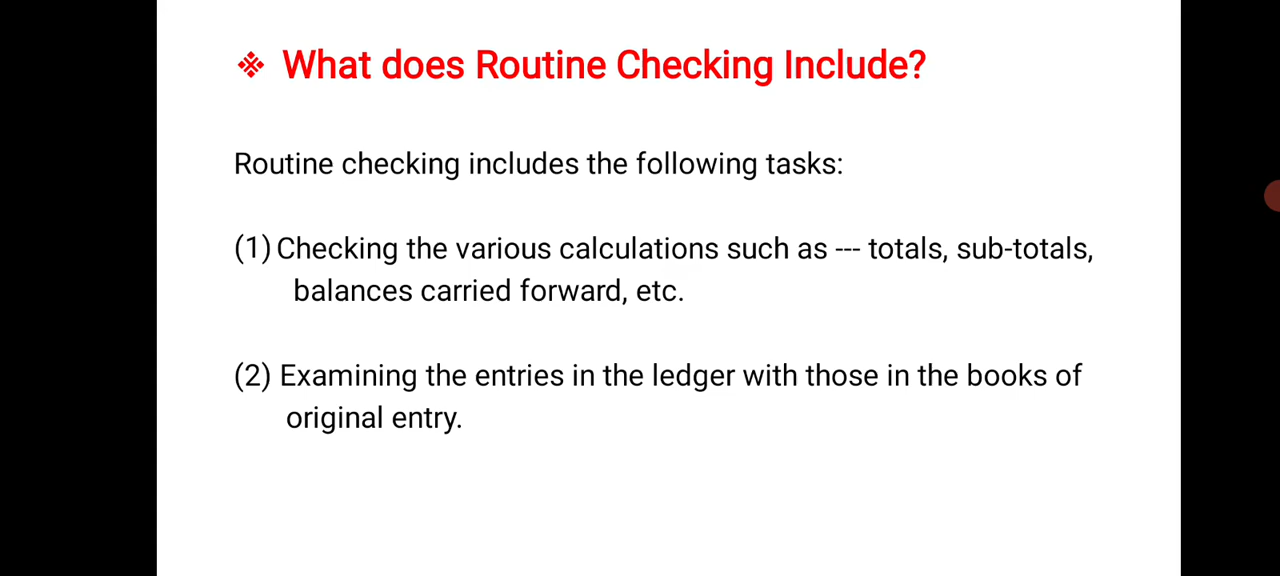 ❖ What does Routine Checking Include?
Routine checking includes the following tasks:
(1) Checking the various calculations such as --- totals, sub-totals,
balances carried forward, etc.
(2) Examining the entries in the ledger with those in the books of
original entry.